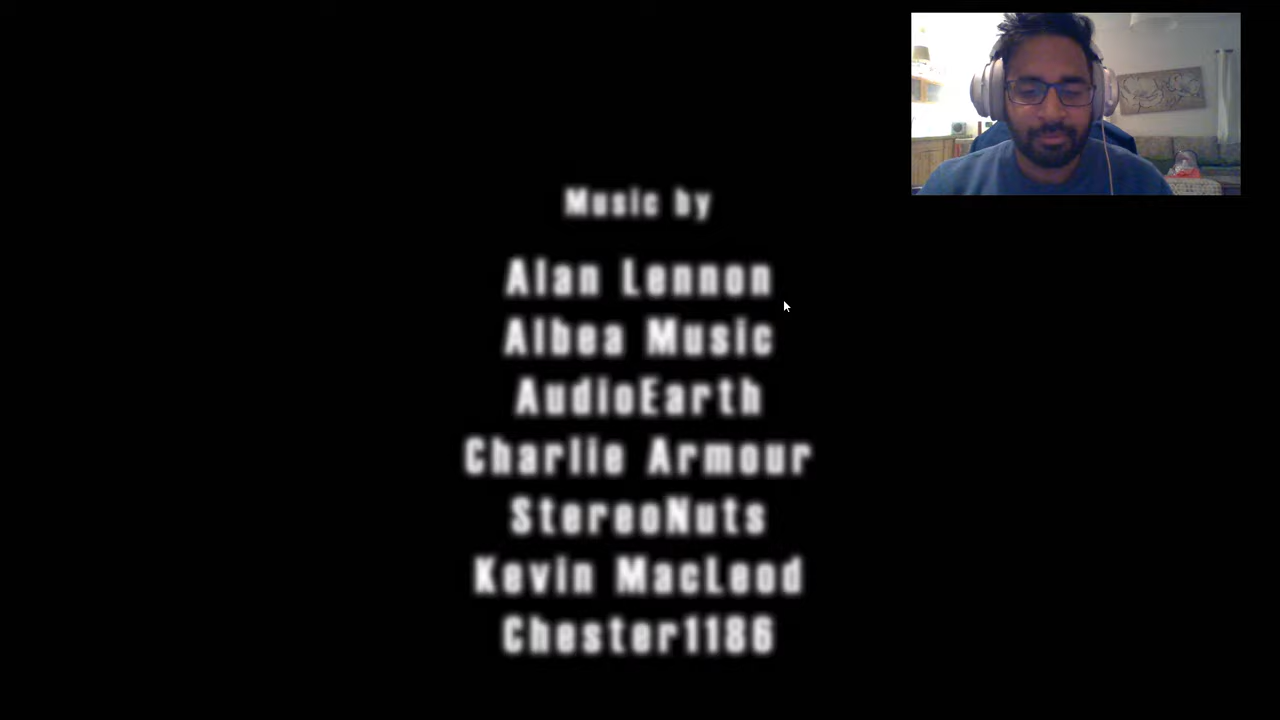 Music by
Alan Lennon
Albea Music
AudioEarth
Charlie Armour
StereoNuts
Kevin MacLeod
Chester1186